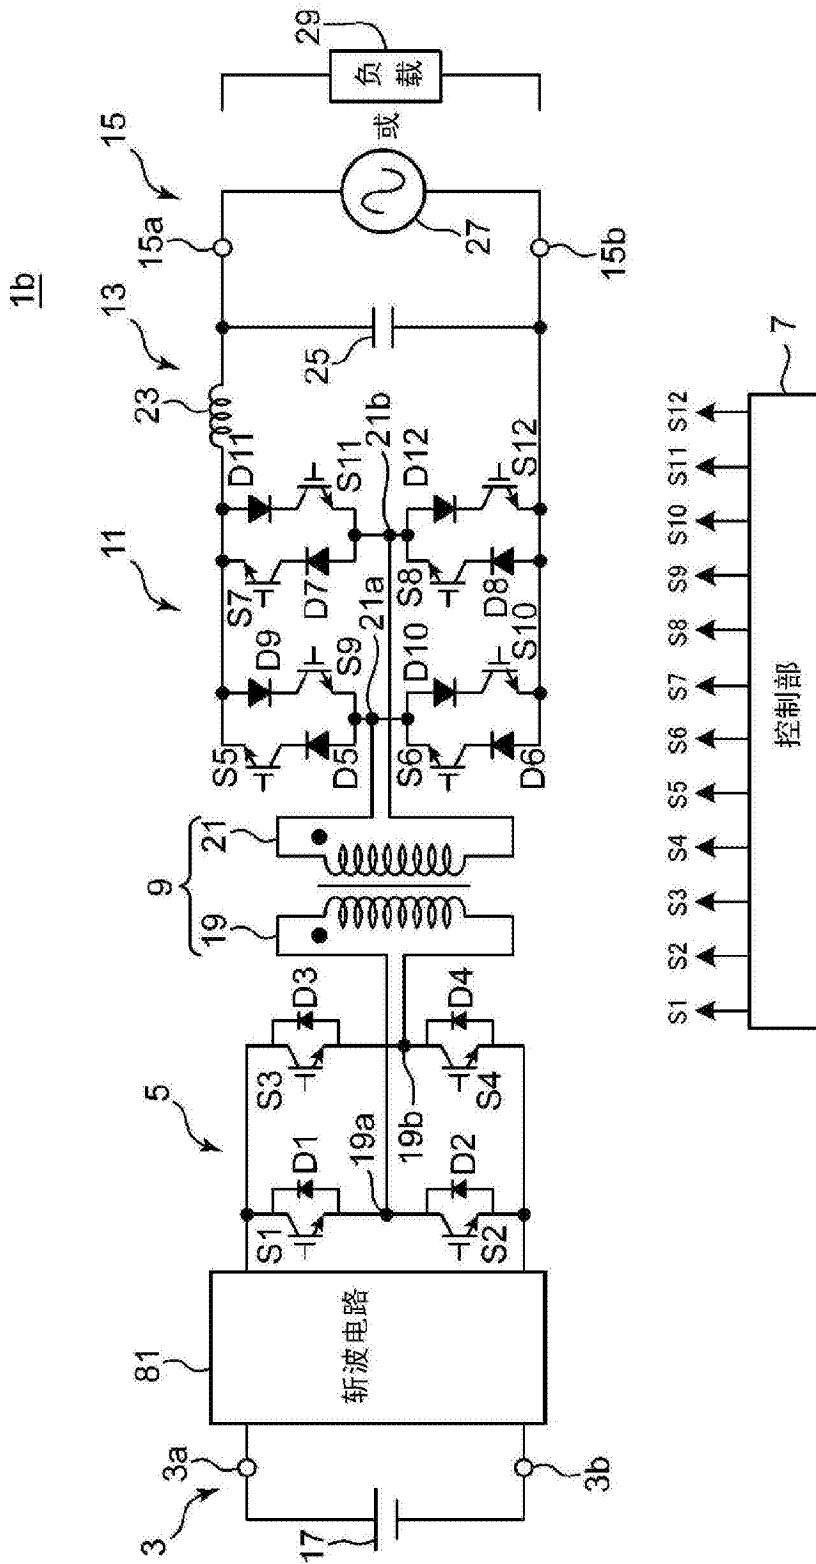 1b
3
3a
3b
17
81
斩波电路
5
S1
D1
S2
D2
S3
D3
S4
D4
19a
19b
9
19
21
11
S5
D5
S6
D6
D9
S9
D10
S10
21a
S7
D7
S8
D8
D11
S11
D12
S12
21b
13
23
25
15
15a
15b
27
或
29
负载
7
S1 S2 S3 S4 S5 S6 S7 S8 S9 S10 S11 S12
控制部